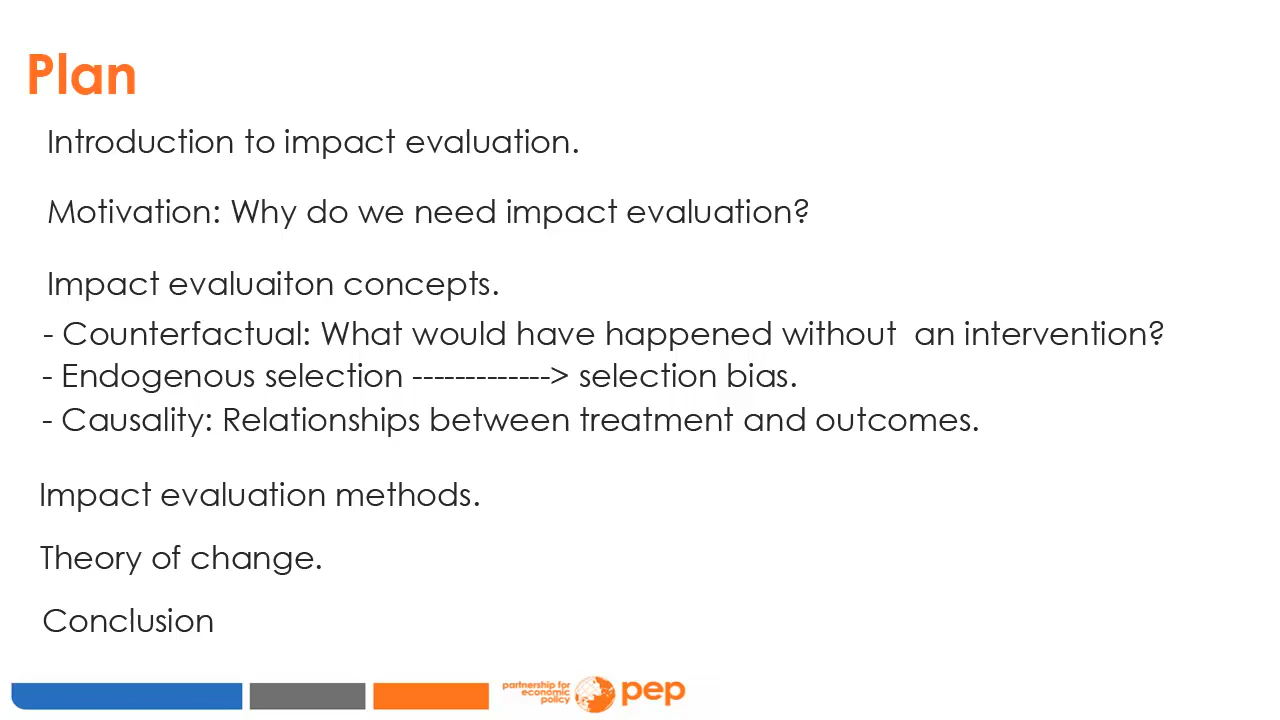 Plan
Introduction to impact evaluation.
Motivation: Why do we need impact evaluation?
Impact evaluaiton concepts.
- Counterfactual: What would have happened without  an intervention?
- Endogenous selection -------------> selection bias.
- Causality: Relationships between treatment and outcomes.
Impact evaluation methods.
Theory of change.
Conclusion
partnership for
economic
policy
pep